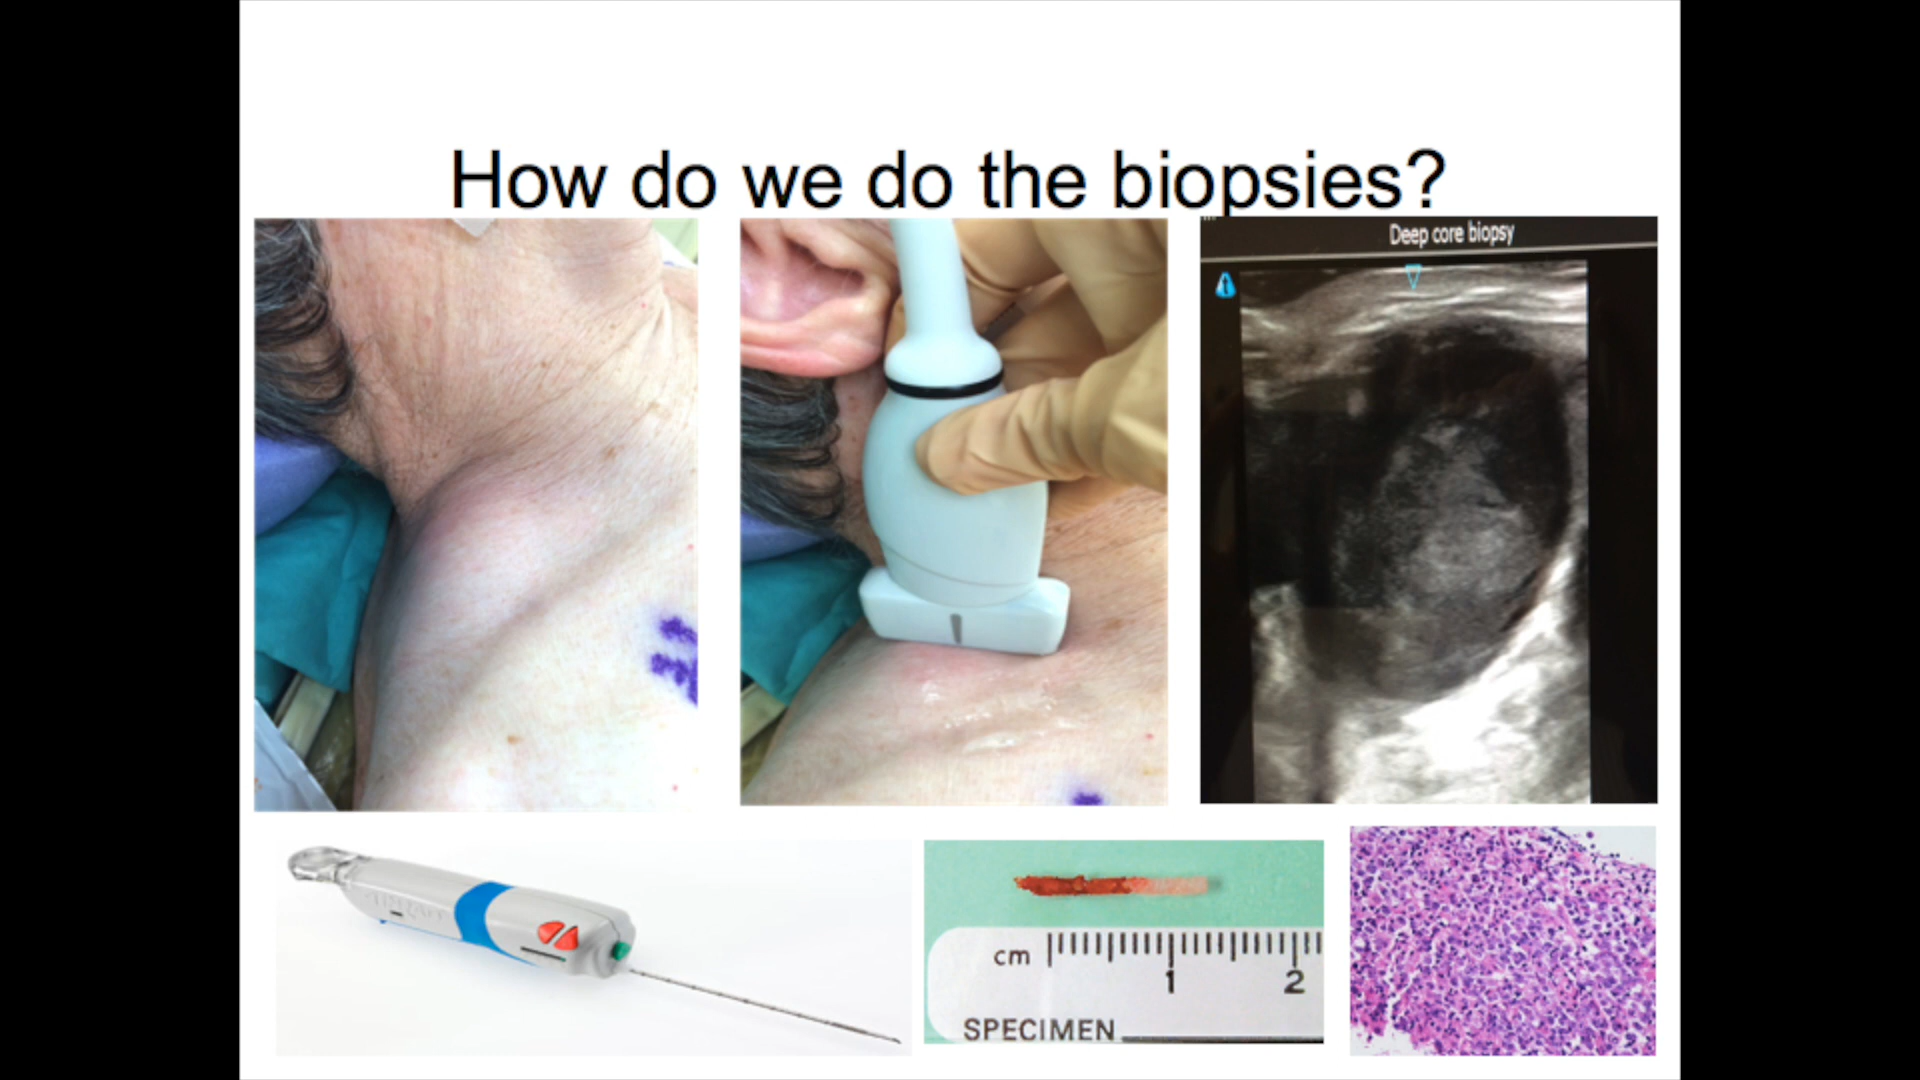 How do we do the biopsies?
Deep core biopsy
cm
1 2
SPECIMEN